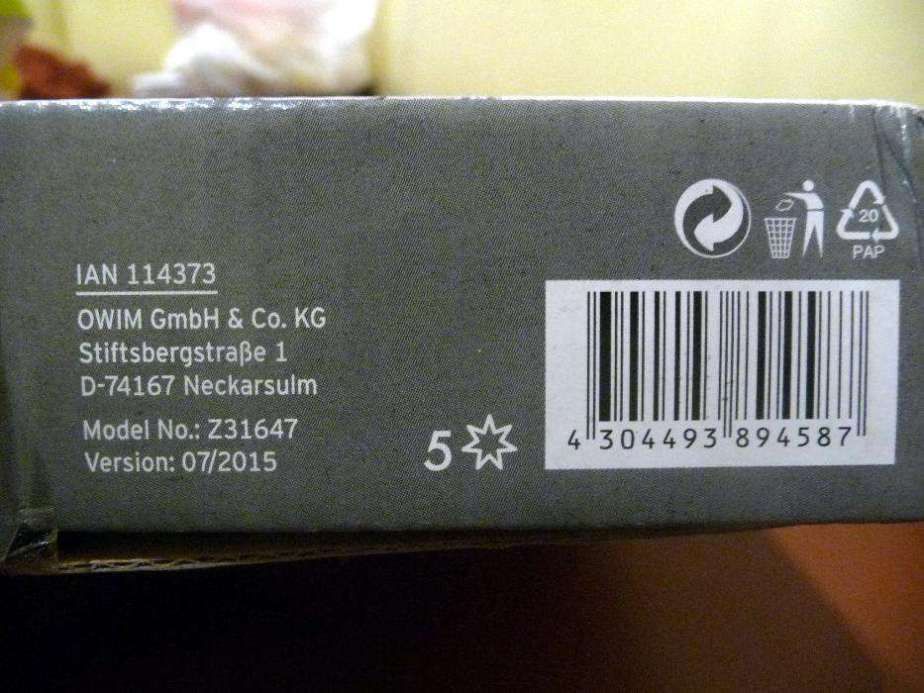 20
PAP
IAN 114373
OWIM GmbH & Co. KG
Stiftsbergstraße 1
D-74167 Neckarsulm
Model No.: Z31647
Version: 07/2015
5
4 304493 894587